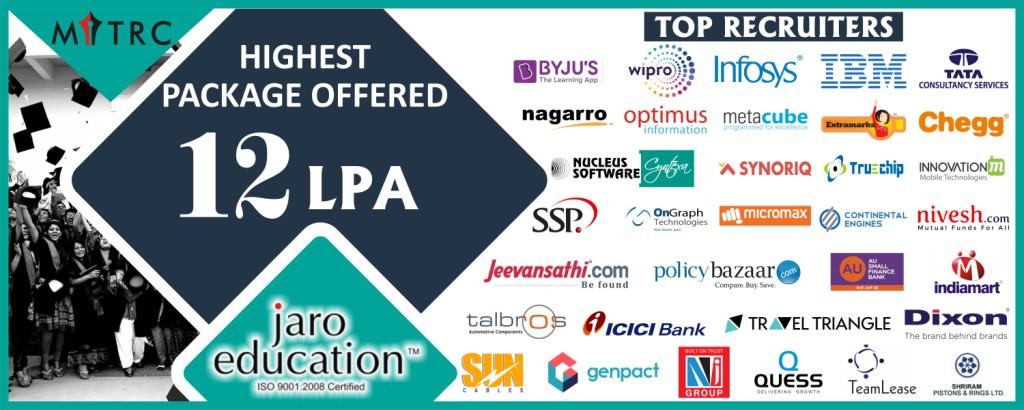 MITRC
HIGHEST
PACKAGE OFFERED
12 LPA
jaro
education™
ISO 9001:2008 Certified
TOP RECRUITERS
BYJU'S
The Learning App
wipro
Infosys®
IBM
TATA
CONSULTANCY SERVICES
nagarro
optimus
information
metacube
programmed for excellence
Extramarks
Chegg®
NUCLEUS
SOFTWARE
Cyntexa
SYNORIQ
Truechip
INNOVATION m
Mobile Technologies
SSP.
OnGraph
Technologies
micromax
CONTINENTAL
ENGINES
nivesh.com
Mutual Funds For All
Jeevansathi.com
Be found
policybazaar.com
Compare. Buy. Save.
AU
SMALL
FINANCE
BANK
indiamart
talbros
Automotive Components
ICICI Bank
TRAVEL TRIANGLE
Dixon
The brand behind brands
SUN
CABLES
genpact
BUILT ON TRUST
NJ
GROUP
QUESS
DELIVERING GROWTH
TeamLease
SHRIRAM
PISTONS & RINGS LTD.